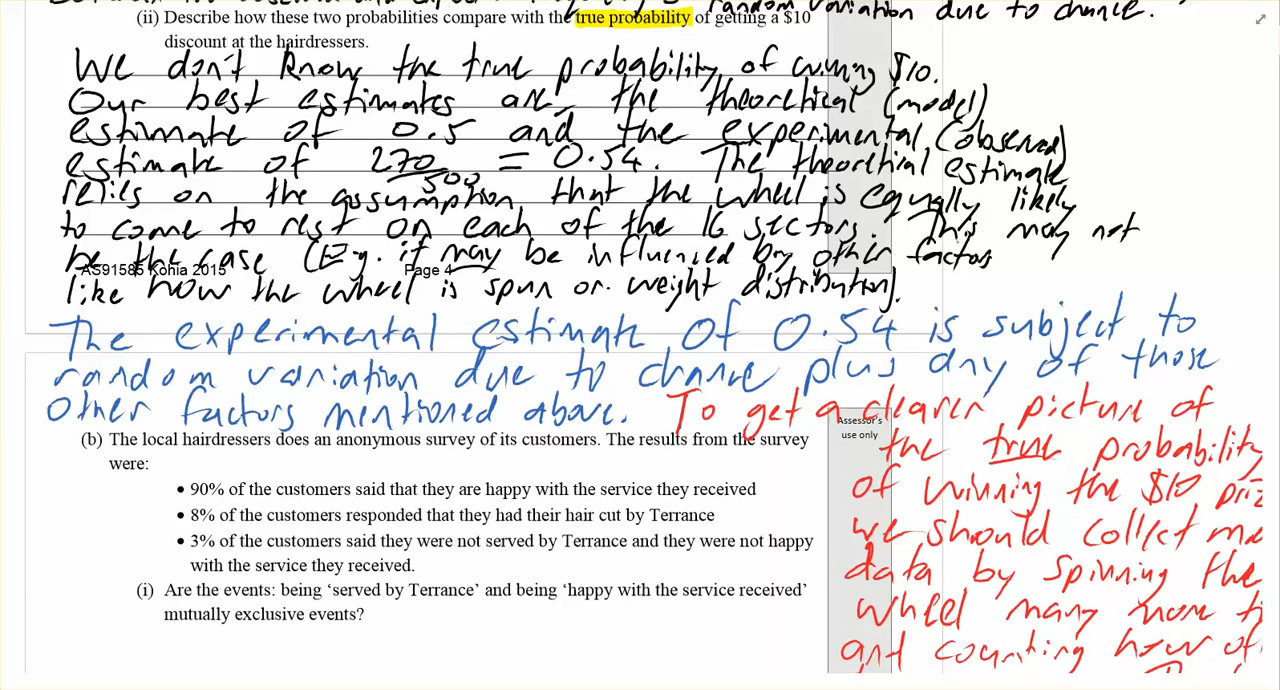 random variation due to chance.
(ii) Describe how these two probabilities compare with the true probability of getting a $10
discount at the hairdressers.
We don't know the true probability of winning $10.
Our best estimates are the theoretical (model)
estimate of 0.5 and the experimental (observed)
estimate of 270/500 = 0.54. The theoretical estimate
relies on the assumption that the wheel is equally likely
to come to rest on each of the 16 sectors. This may not
be the case (E.g. it may be influenced by other factors
AS91585 Kohia 2015 Page 4
like how the wheel is spun or weight distribution).
The experimental estimate of 0.54 is subject to
random variation due to chance plus any of those
other factors mentioned above. To get a clearer picture of
Assessor's
use only
the true probability
of winning the $10 priz
we should collect mo
data by spinning the
wheel many more ti
and counting how of
(b) The local hairdressers does an anonymous survey of its customers. The results from the survey
were:
• 90% of the customers said that they are happy with the service they received
• 8% of the customers responded that they had their hair cut by Terrance
• 3% of the customers said they were not served by Terrance and they were not happy
with the service they received.
(i) Are the events: being ‘served by Terrance’ and being ‘happy with the service received’
mutually exclusive events?